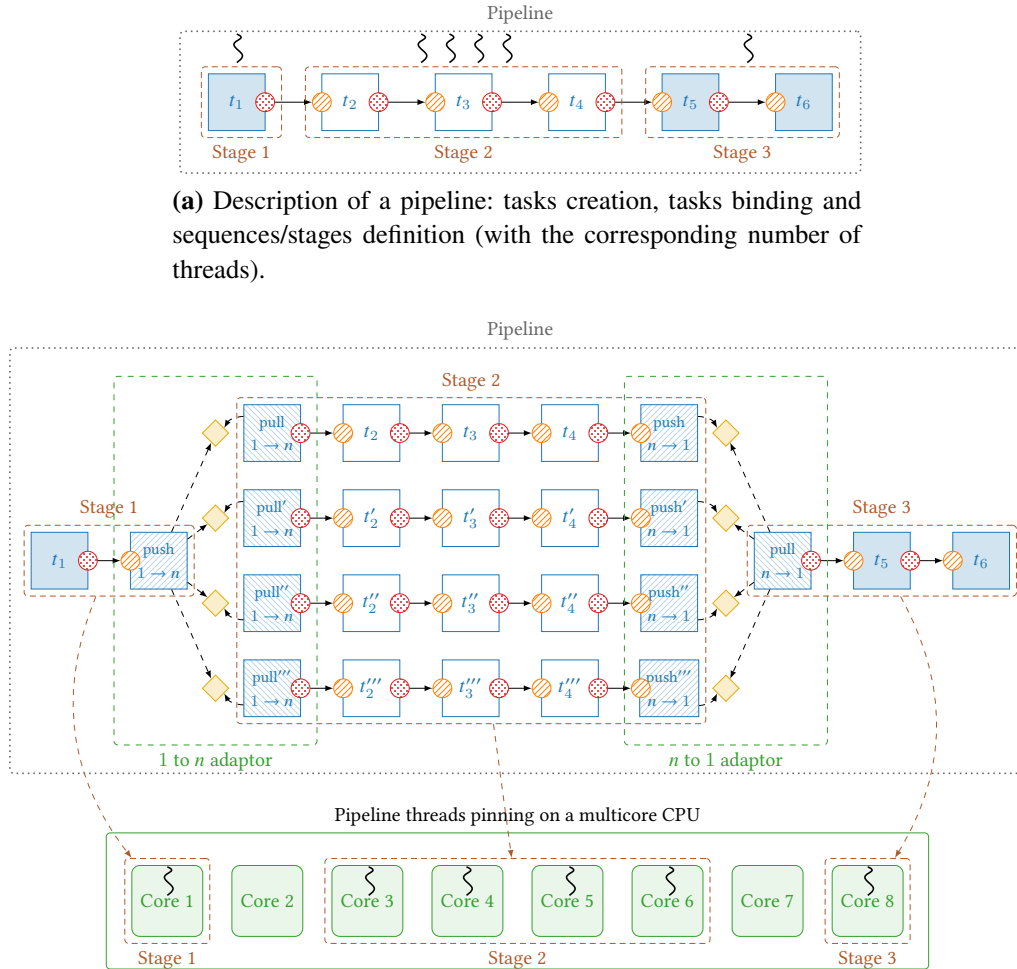 Pipeline
t1 t2 t3 t4 t5 t6
Stage 1 Stage 2 Stage 3
(a) Description of a pipeline: tasks creation, tasks binding and
sequences/stages definition (with the corresponding number of
threads).
Pipeline
Stage 2
pull
1 → n
t2 t3 t4
push
n → 1
Stage 1
pull′
1 → n
t′2 t′3 t′4
push′
n → 1
Stage 3
t1
push
1 → n
pull
n → 1
t5 t6
pull′′
1 → n
t′′2 t′′3 t′′4
push′′
n → 1
pull′′′
1 → n
t′′′2 t′′′3 t′′′4
push′′′
n → 1
1 to n adaptor
n to 1 adaptor
Pipeline threads pinning on a multicore CPU
Core 1 Core 2 Core 3 Core 4 Core 5 Core 6 Core 7 Core 8
Stage 1 Stage 2 Stage 3